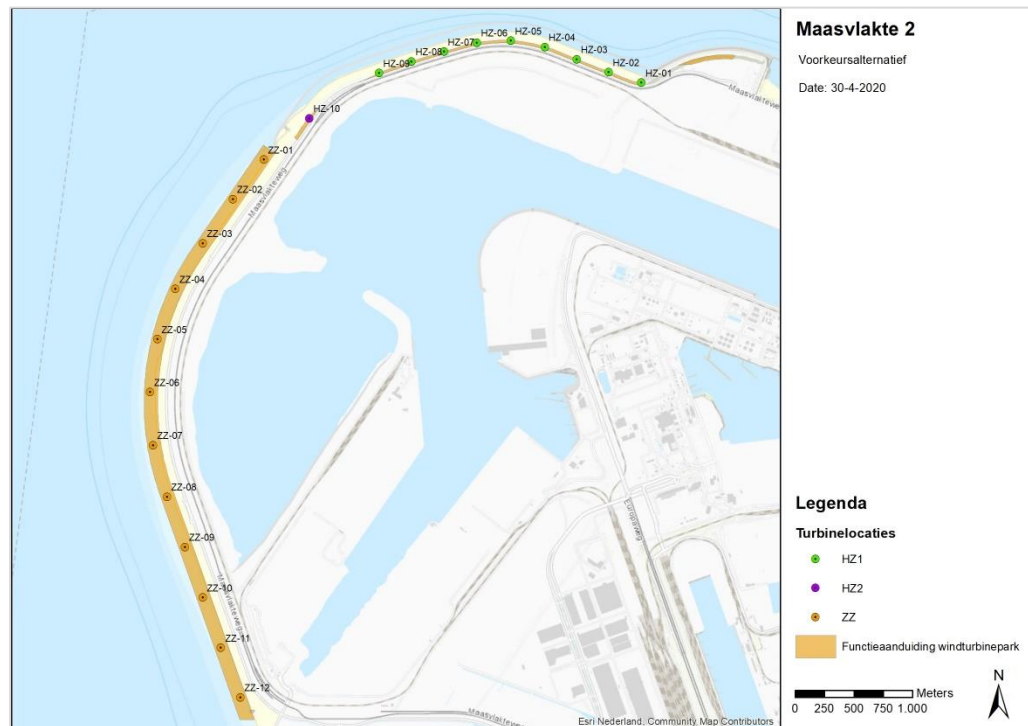 Maasvlakte 2
Voorkeursalternatief
Date: 30-4-2020
HZ-06
HZ-05
HZ-07
HZ-04
HZ-08
HZ-03
HZ-09
HZ-02
HZ-01
Maasvlakteweg
HZ-10
ZZ-01
Maasvlakteweg
ZZ-02
ZZ-03
ZZ-04
ZZ-05
ZZ-06
ZZ-07
ZZ-08
Europaweg
ZZ-09
ZZ-10
Maasvlakteweg
ZZ-11
ZZ-12
Legenda
Turbinelocaties
HZ1
HZ2
ZZ
Functieaanduiding windturbinepark
N
Meters
0 250 500 750 1.000
Esri Nederland, Community Map Contributors